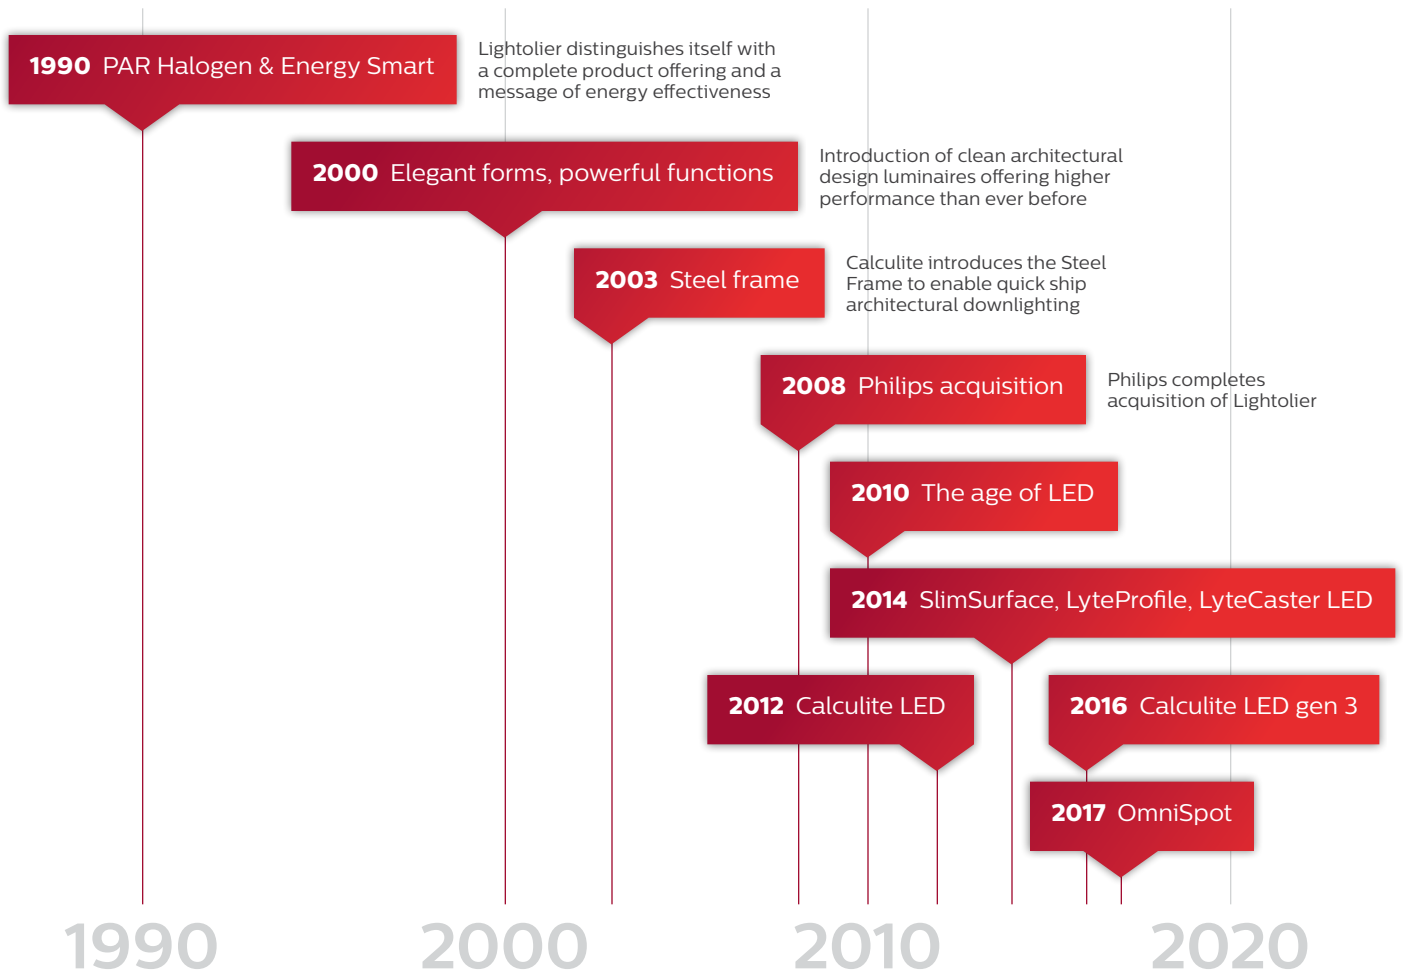 1990 PAR Halogen & Energy Smart
Lightolier distinguishes itself with
a complete product offering and a
message of energy effectiveness
2000 Elegant forms, powerful functions
Introduction of clean architectural
design luminaires offering higher
performance than ever before
2003 Steel frame
Calculite introduces the Steel
Frame to enable quick ship
architectural downlighting
2008 Philips acquisition
Philips completes
acquisition of Lightolier
2010 The age of LED
2014 SlimSurface, LyteProfile, LyteCaster LED
2012 Calculite LED
2016 Calculite LED gen 3
2017 OmniSpot
1990
2000
2010
2020